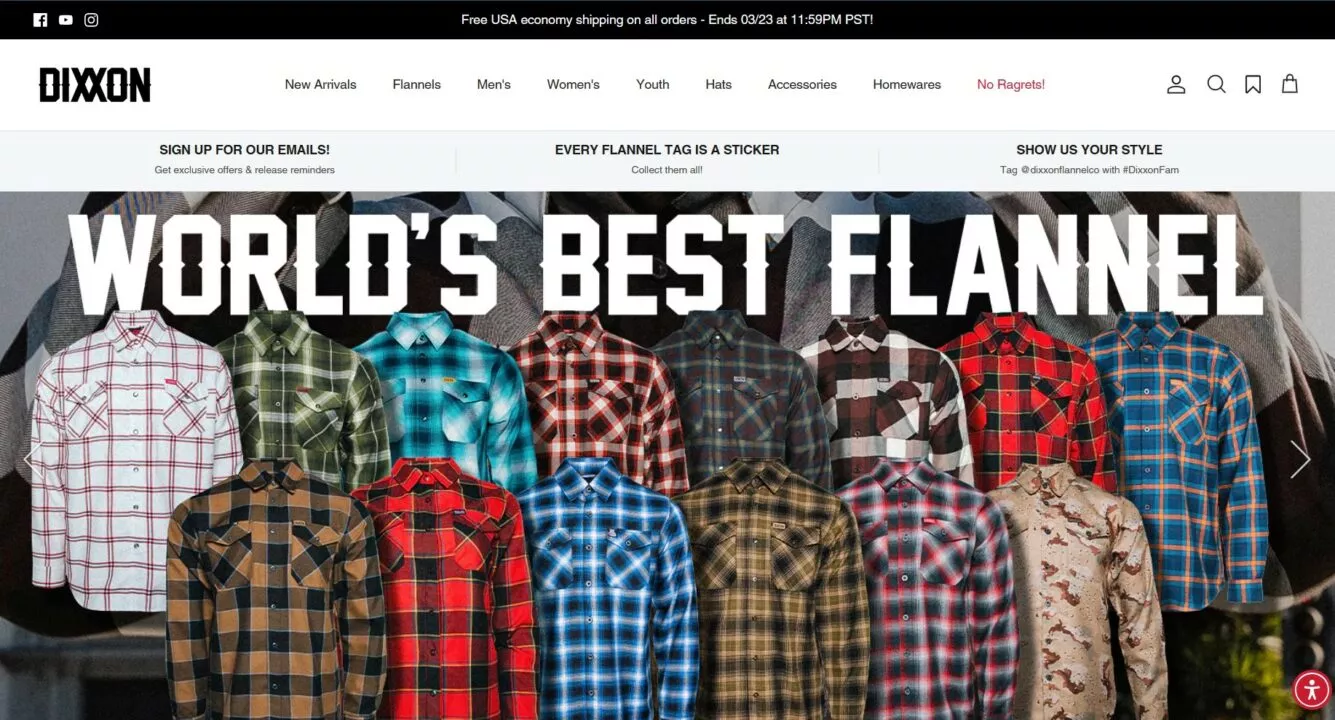 Free USA economy shipping on all orders - Ends 03/23 at 11:59PM PST!
DIXXON
New Arrivals
Flannels
Men's
Women's
Youth
Hats
Accessories
Homewares
No Ragrets!
SIGN UP FOR OUR EMAILS!
Get exclusive offers & release reminders
EVERY FLANNEL TAG IS A STICKER
Collect them all!
SHOW US YOUR STYLE
Tag @dixxonflannelco with #DixxonFam
WORLD'S BEST FLANNEL